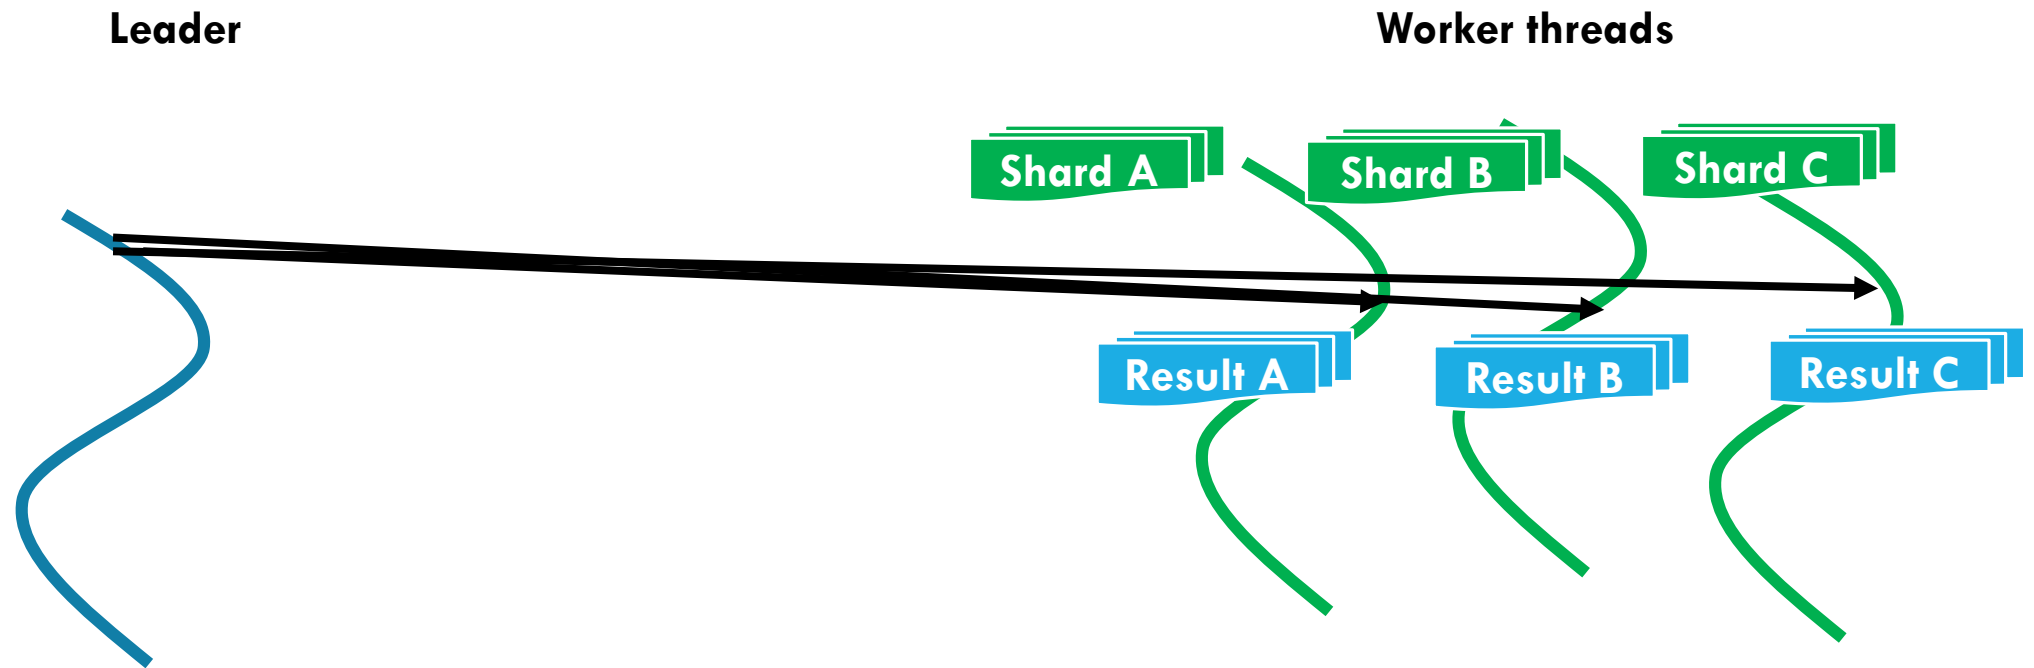 Leader
Worker threads
Shard A
Shard B
Shard C
Result A
Result B
Result C